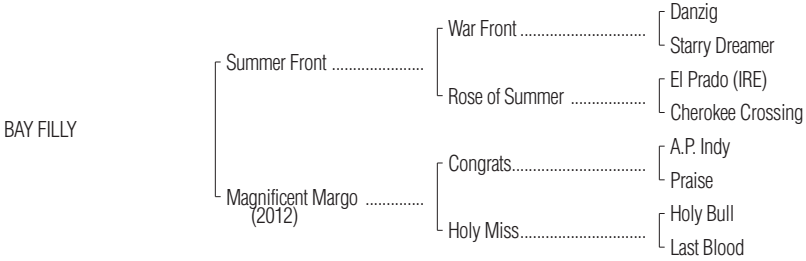 Danzig
War Front ..............................
Starry Dreamer
Summer Front ......................
El Prado (IRE)
Rose of Summer ..................
Cherokee Crossing
BAY FILLY
A.P. Indy
Congrats................................
Praise
Magnificent Margo ..............
(2012)
Holy Bull
Holy Miss..............................
Last Blood